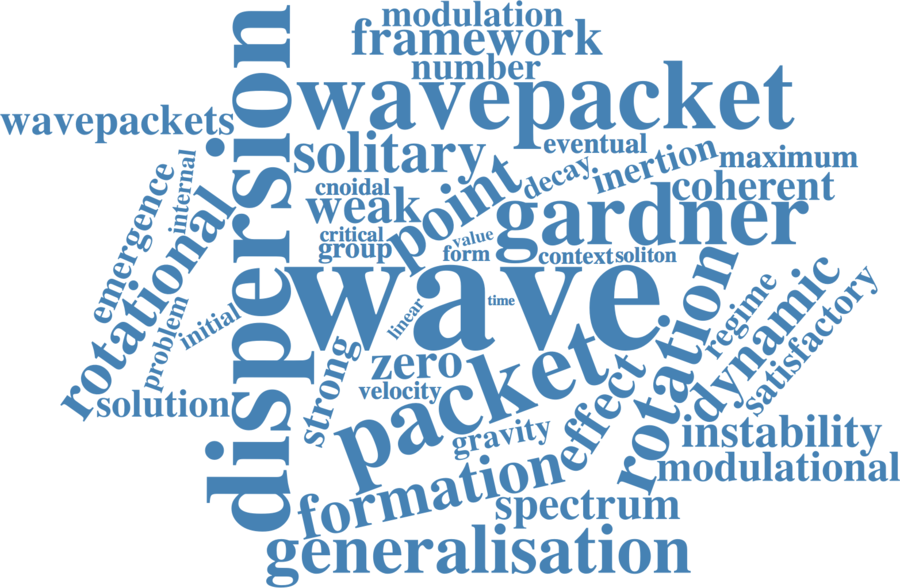 modulation
framework
number
wavepacket
wavepackets
dispersion
solitary
eventual
inertion
decay
maximum
coherent
internal
emergence
rotational
cnoidal
weak
point
gardner
critical
group
value
form
context
soliton
wave
time
linear
problem
initial
rotation
regime
dynamic
satisfactory
strong
zero
velocity
packet
effect
solution
gravity
instability
modulational
formation
spectrum
generalisation